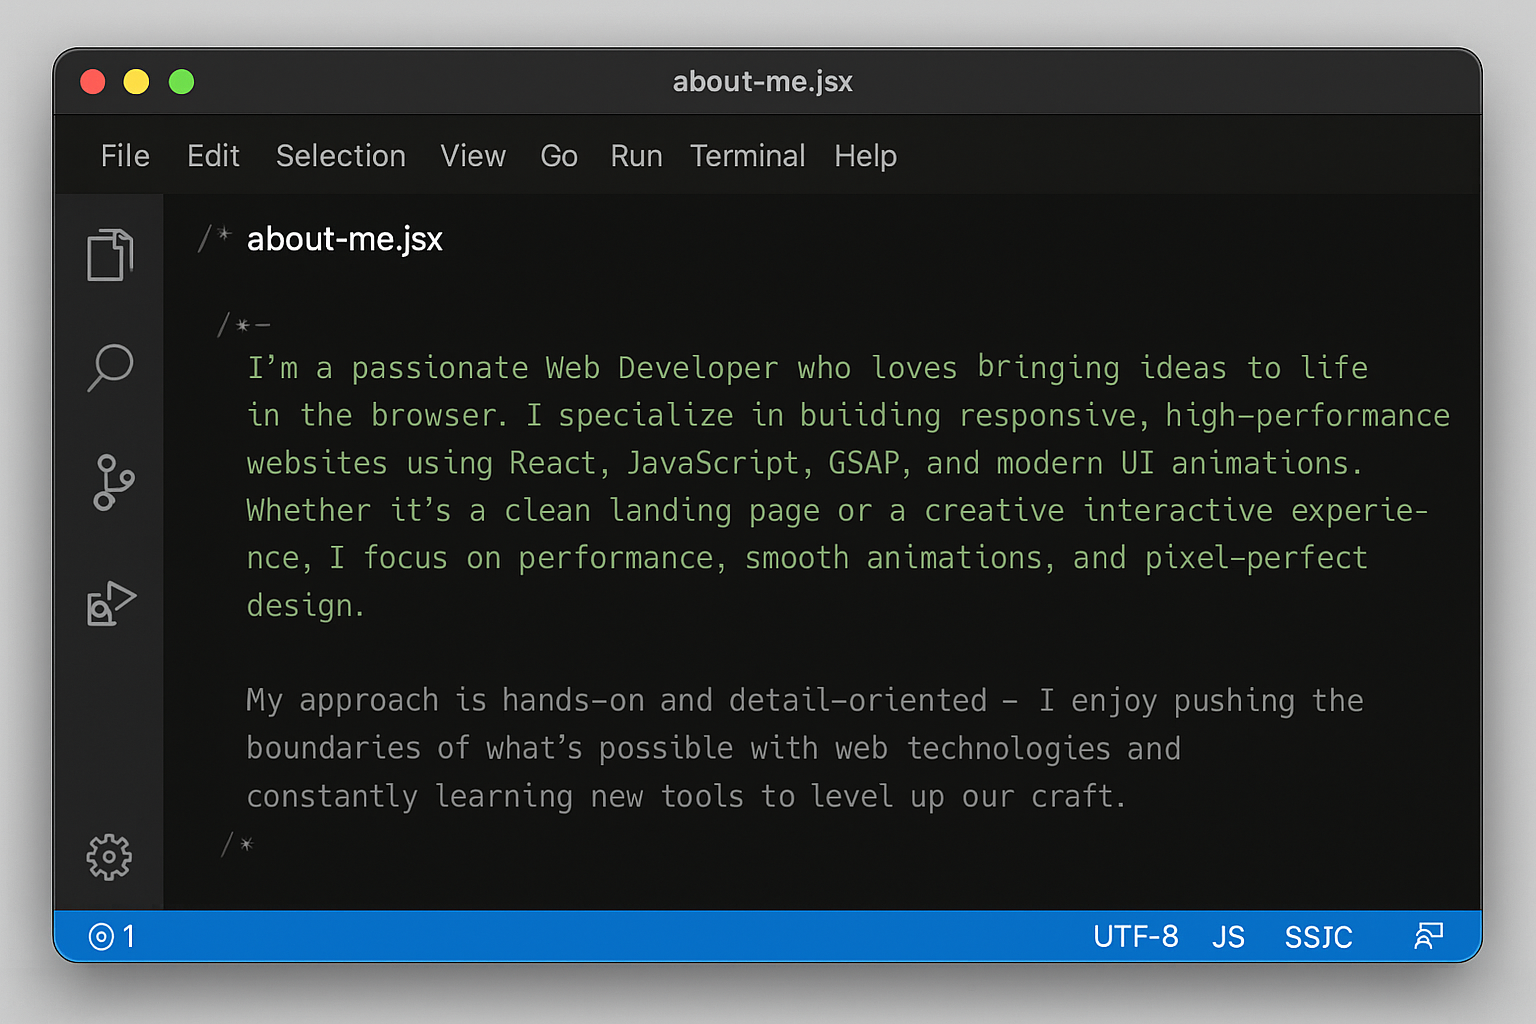 about-me.jsx
File Edit Selection View Go Run Terminal Help
/* about-me.jsx
/*–
I’m a passionate Web Developer who loves bringing ideas to life
in the browser. I specialize in buiiding responsive, high–performance
websites using React, JavaScript, GSAP, and modern UI animations.
Whether it’s a clean landing page or a creative interactive experie-
nce, I focus on performance, smooth animations, and pixel–perfect
design.
My approach is hands–on and detail–oriented – I enjoy pushing the
boundaries of what’s possible with web technologies and
constantly learning new tools to level up our craft.
/*
1 UTF-8 JS SSJC